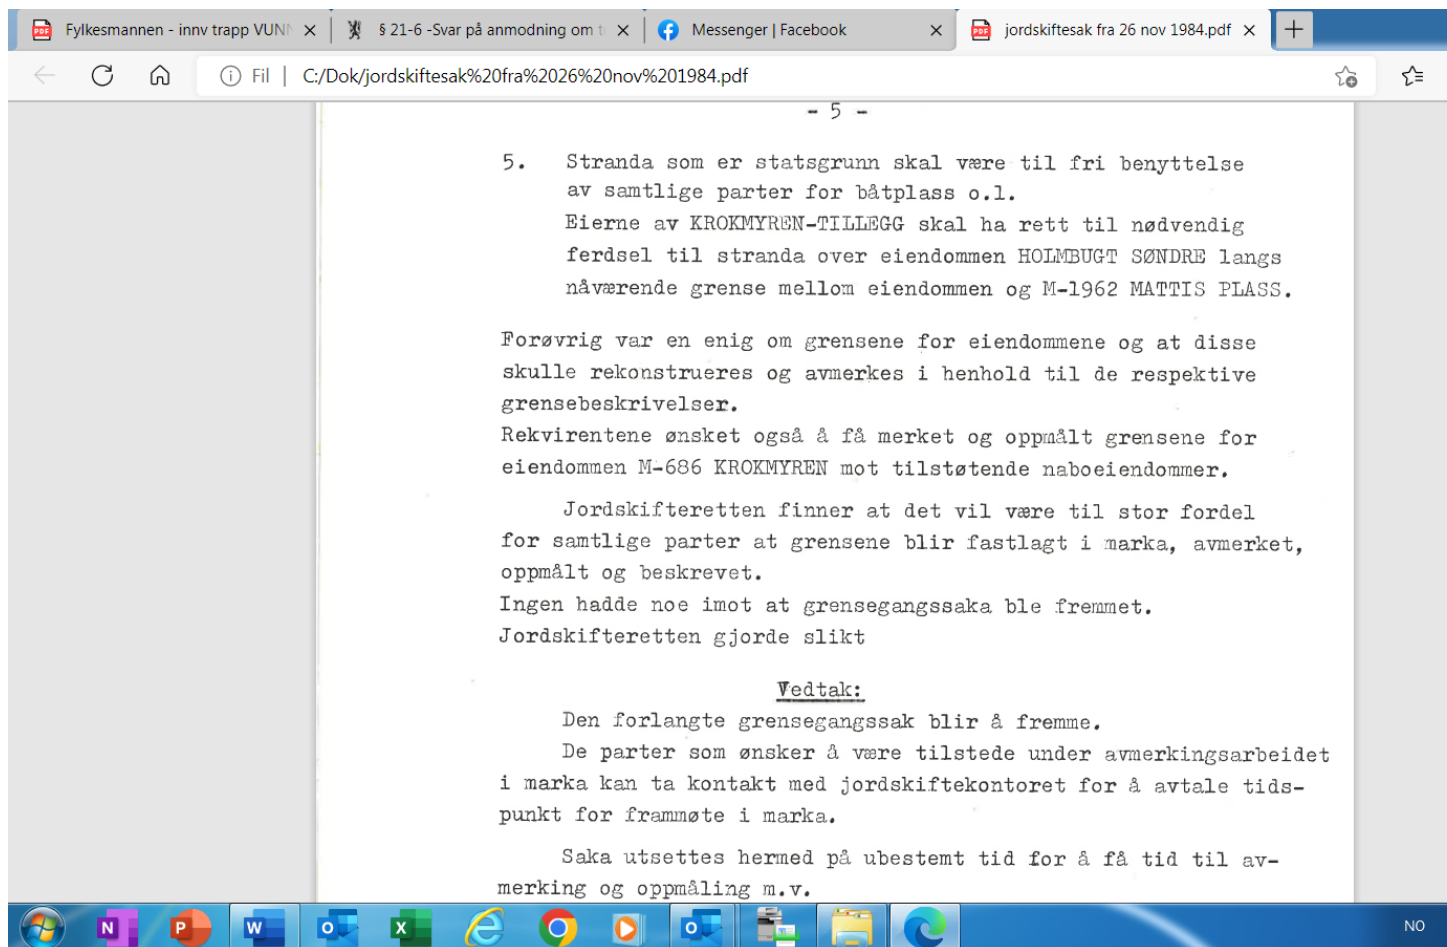 Fylkesmannen - innv trapp VUNN
§ 21-6 -Svar på anmodning om t
Messenger | Facebook
jordskiftesak fra 26 nov 1984.pdf
Fil | C:/Dok/jordskiftesak%20fra%2026%20nov%201984.pdf
- 5 -
5. Stranda som er statsgrunn skal være til fri benyttelse
av samtlige parter for båtplass o.l.
Eierne av KROKMYREN-TILLEGG skal ha rett til nødvendig
ferdsel til stranda over eiendommen HOLMBUGT SØNDRE langs
nåværende grense mellom eiendommen og M-1962 MATTIS PLASS.
Forøvrig var en enig om grensene for eiendommene og at disse
skulle rekonstrueres og avmerkes i henhold til de respektive
grensebeskrivelser.
Rekvirentene ønsket også å få merket og oppmålt grensene for
eiendommen M-686 KROKMYREN mot tilstøtende naboeiendommer.
Jordskifteretten finner at det vil være til stor fordel
for samtlige parter at grensene blir fastlagt i marka, avmerket,
oppmålt og beskrevet.
Ingen hadde noe imot at grensegangssaka ble fremmet.
Jordskifteretten gjorde slikt
Vedtak:
Den forlangte grensegangssak blir å fremme.
De parter som ønsker å være tilstede under avmerkingsarbeidet
i marka kan ta kontakt med jordskiftekontoret for å avtale tids-
punkt for frammøte i marka.
Saka utsettes hermed på ubestemt tid for å få tid til av-
merking og oppmåling m.v.
NO